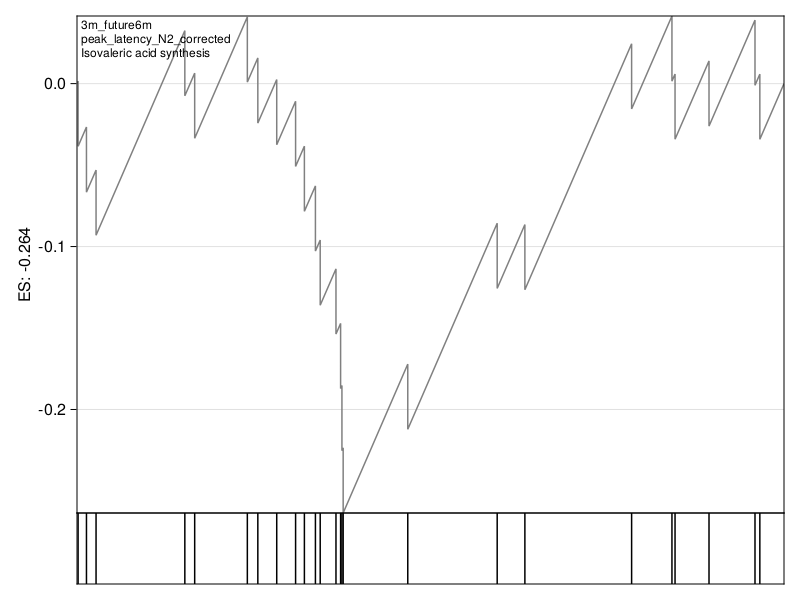 3m_future6m
peak_latency_N2_corrected
Isovaleric acid synthesis
0.0
-0.1
-0.2
ES: -0.264